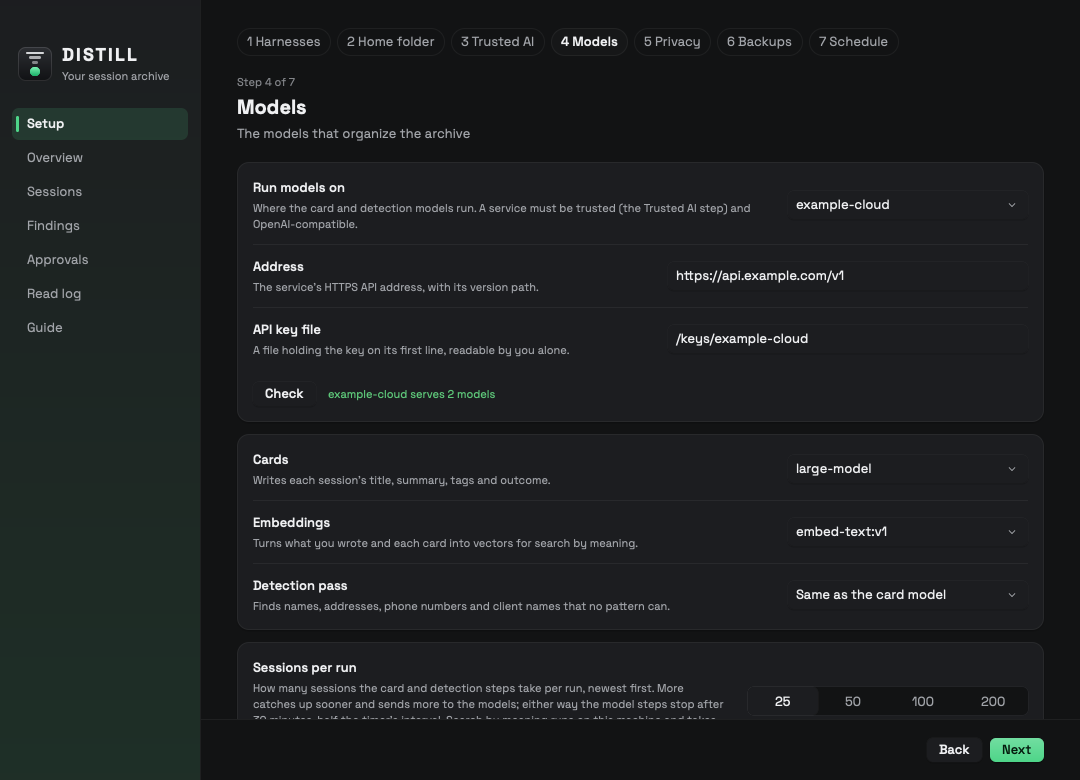 DISTILL
Your session archive
Setup
Overview
Sessions
Findings
Approvals
Read log
Guide
1 Harnesses
2 Home folder
3 Trusted AI
4 Models
5 Privacy
6 Backups
7 Schedule
Step 4 of 7
Models
The models that organize the archive
Run models on
Where the card and detection models run. A service must be trusted (the Trusted AI step) and
OpenAI-compatible.
example-cloud
Address
The service's HTTPS API address, with its version path.
https://api.example.com/v1
API key file
A file holding the key on its first line, readable by you alone.
/keys/example-cloud
Check
example-cloud serves 2 models
Cards
Writes each session's title, summary, tags and outcome.
large-model
Embeddings
Turns what you wrote and each card into vectors for search by meaning.
embed-text:v1
Detection pass
Finds names, addresses, phone numbers and client names that no pattern can.
Same as the card model
Sessions per run
How many sessions the card and detection steps take per run, newest first. More
catches up sooner and sends more to the models; either way the model steps stop after
25
50
100
200
Back
Next